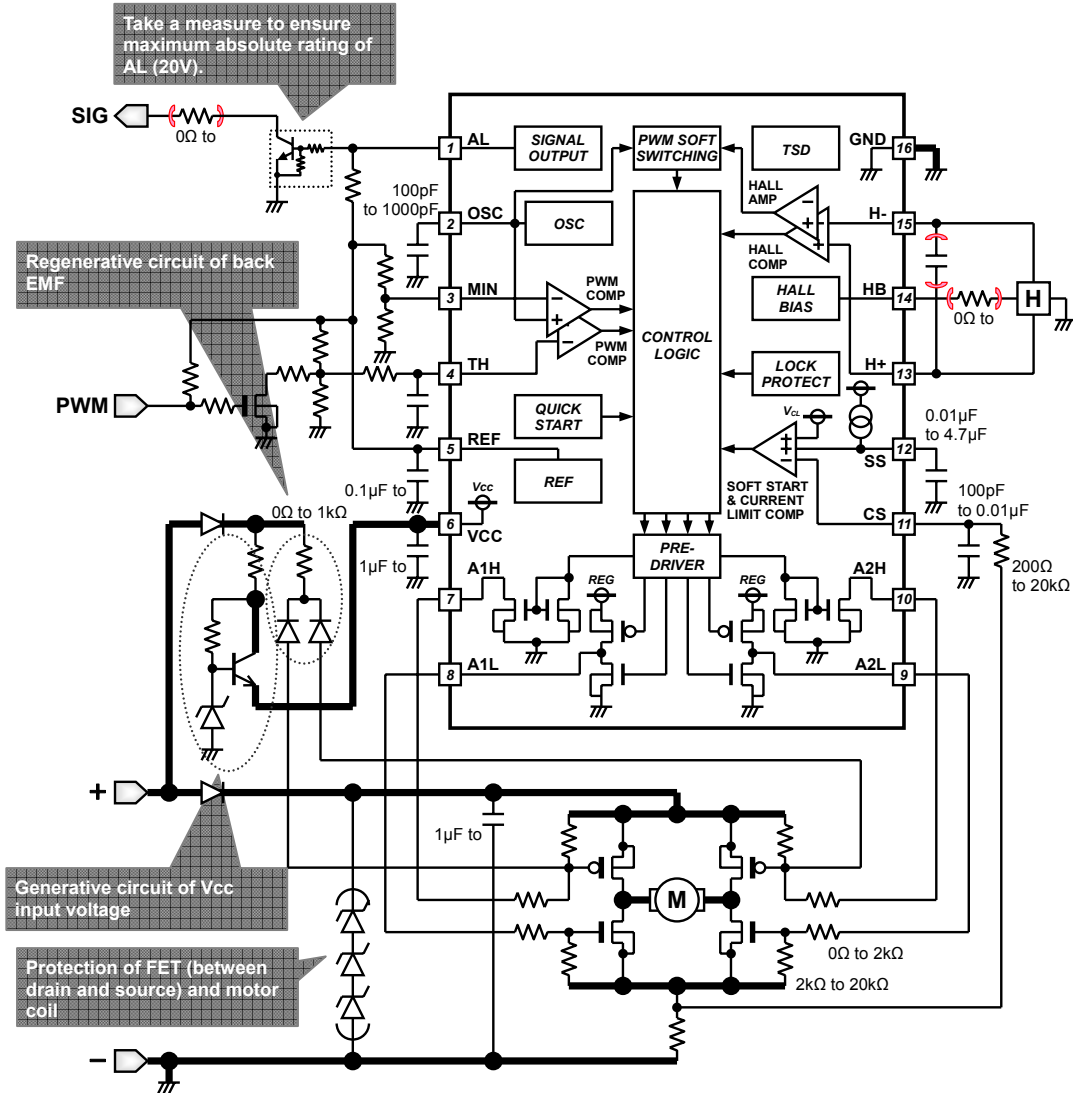 Take a measure to ensure
maximum absolute rating of
AL (20V).
SIG
0Ω to
1
AL
SIGNAL
OUTPUT
PWM SOFT
SWITCHING
TSD
GND
16
100pF
to 1000pF
2
OSC
OSC
HALL
AMP
HALL
COMP
H-
15
Regenerative circuit of back
EMF
3
MIN
PWM
COMP
PWM
COMP
CONTROL
LOGIC
HALL
BIAS
HB
14
0Ω to
H
4
TH
LOCK
PROTECT
H+
13
PWM
QUICK
START
VCL
0.01µF
to 4.7µF
5
REF
REF
SS
12
0.1µF to
SOFT START
& CURRENT
LIMIT COMP
100pF
to 0.01µF
CS
11
0Ω to 1kΩ
Vcc
6
VCC
1µF to
PRE-
DRIVER
200Ω
to 20kΩ
A1H
7
REG
REG
A2H
10
A1L
8
A2L
9
+
1µF to
Generative circuit of Vcc
input voltage
M
Protection of FET (between
drain and source) and motor
coil
0Ω to 2kΩ
2kΩ to 20kΩ
−